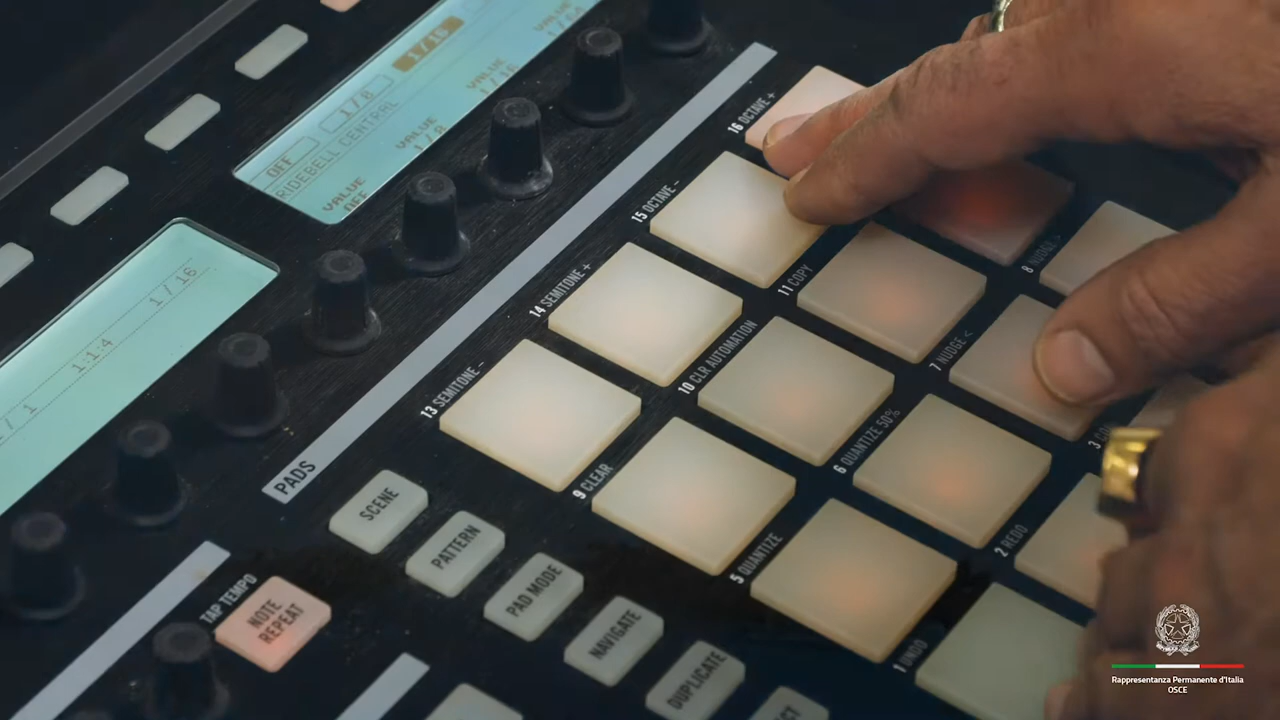 1/16
1/8
OFF
RIDEBELL CENTRAL
VALUE
1/16
VALUE
1/8
VALUE
OFF
1/16
1:1:4
PADS
16 OCTAVE +
15 OCTAVE –
14 SEMITONE +
13 SEMITONE –
11 COPY
10 CLR AUTOMATION
9 CLEAR
8 NUDGE >
7 NUDGE <
6 QUANTIZE 50%
5 QUANTIZE
2 REDO
1 UNDO
SCENE
PATTERN
PAD MODE
NAVIGATE
DUPLICATE
TAP TEMPO
NOTE
REPEAT
Rappresentanza Permanente d'Italia
OSCE